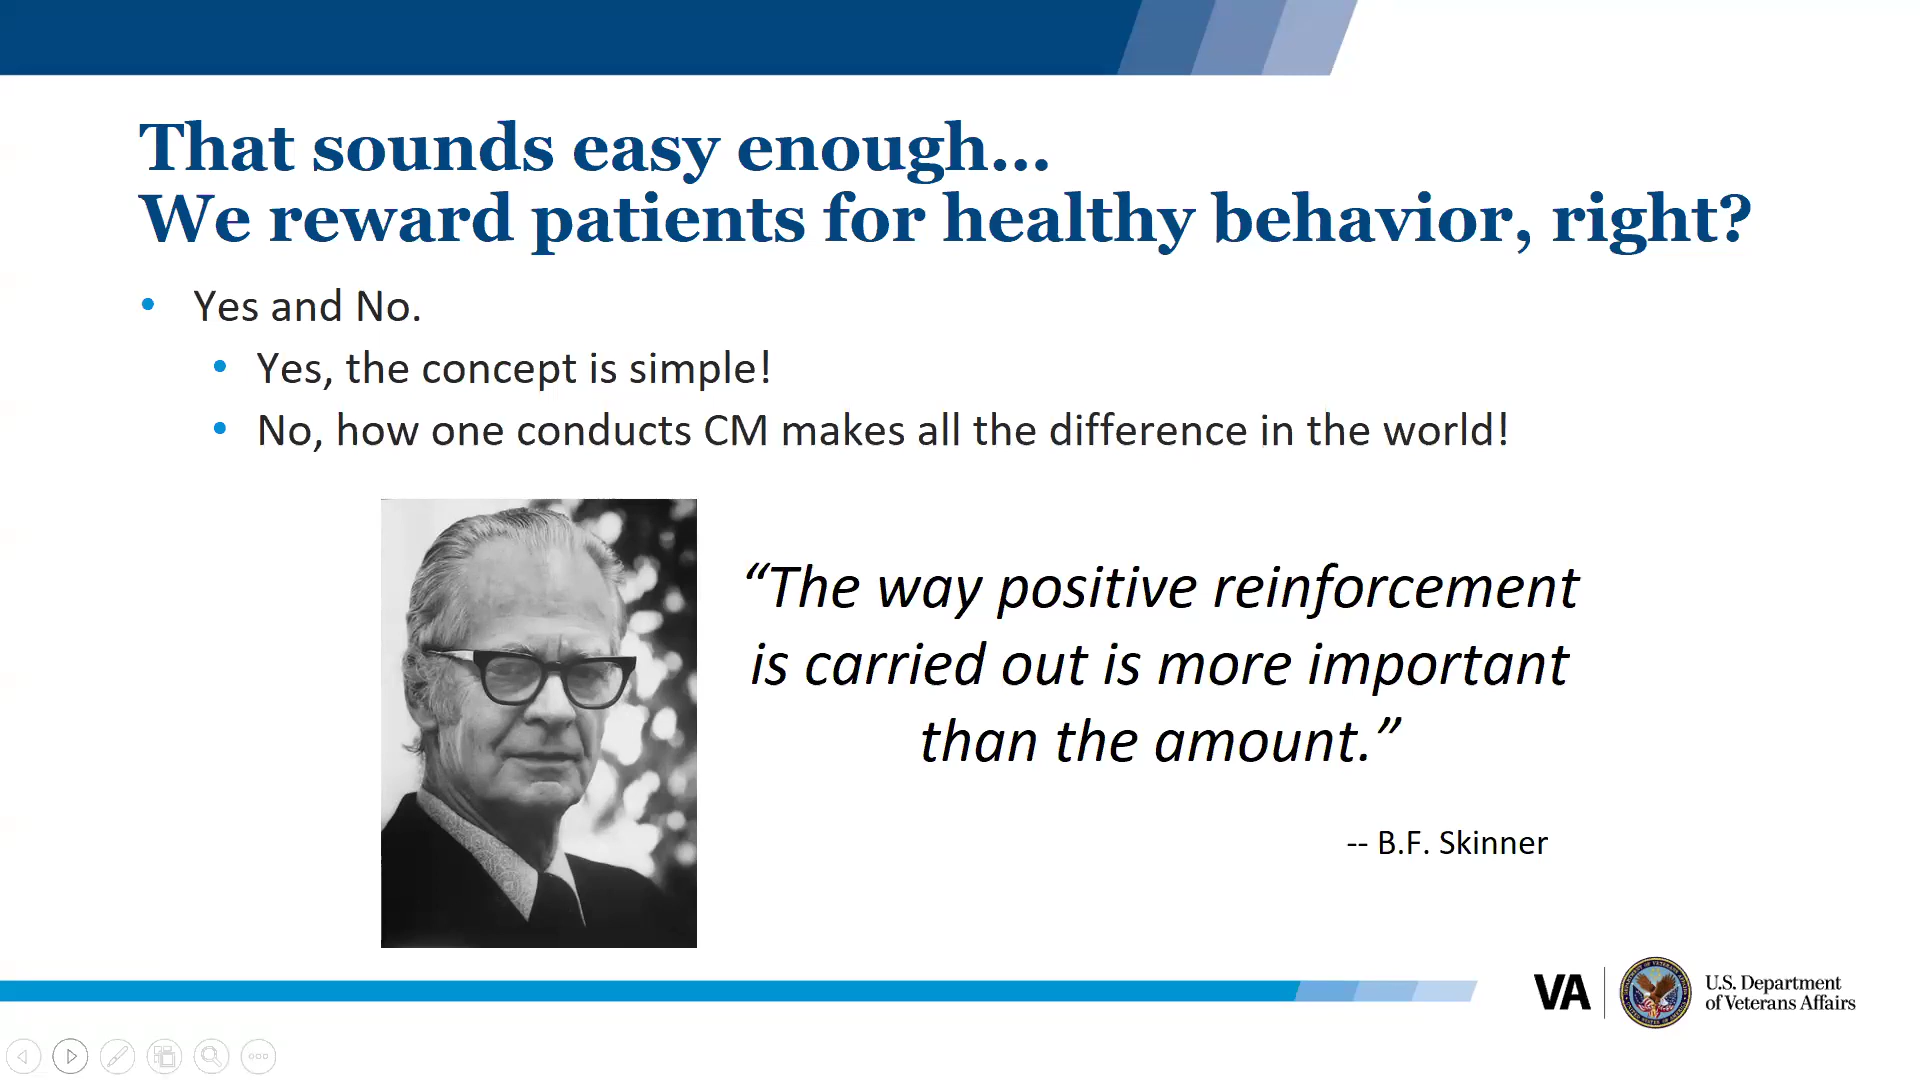 That sounds easy enough…
We reward patients for healthy behavior, right?
• Yes and No.
• Yes, the concept is simple!
• No, how one conducts CM makes all the difference in the world!
“The way positive reinforcement
is carried out is more important
than the amount.”
-- B.F. Skinner
VA
U.S. Department
of Veterans Affairs